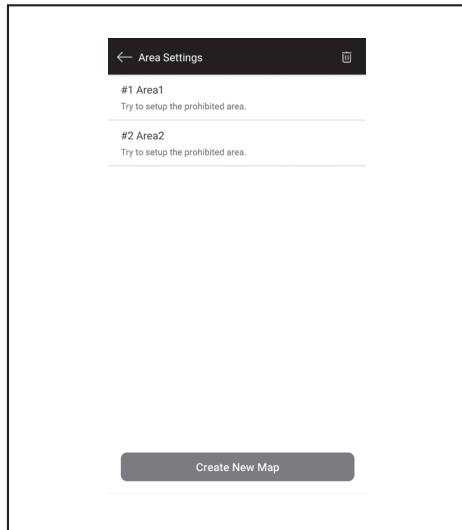 Area Settings
#1 Area1
Try to setup the prohibited area.
#2 Area2
Try to setup the prohibited area.
Create New Map